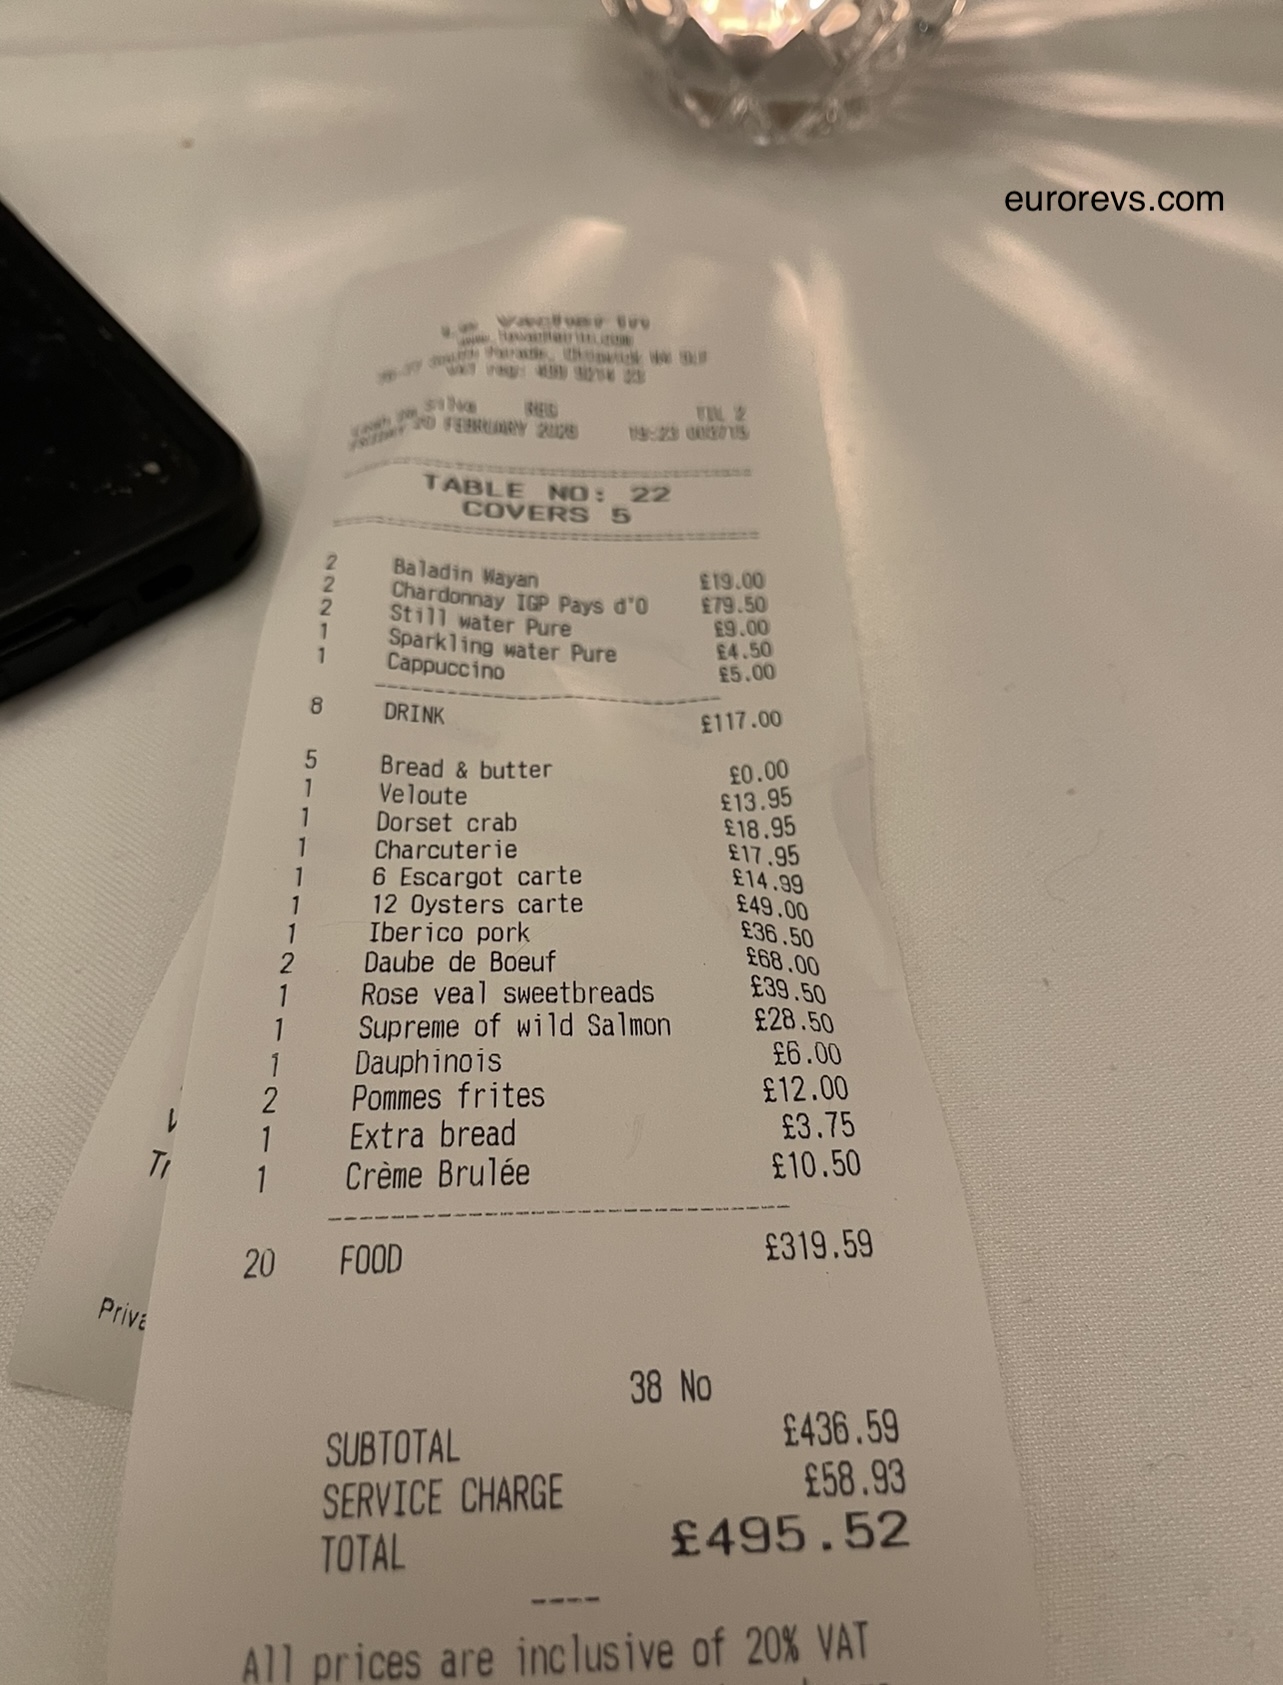 eurorevs.com
20 FEBRUARY
TABLE NO: 22
COVERS 5
2 Baladin Wayan £19.00
2 Chardonnay IGP Pays d'O £79.50
2 Still water Pure £9.00
1 Sparkling water Pure £4.50
1 Cappuccino £5.00
8 DRINK £117.00
5 Bread & butter £0.00
1 Veloute £13.95
1 Dorset crab £18.95
1 Charcuterie £17.95
1 6 Escargot carte £14.99
1 12 Oysters carte £49.00
1 Iberico pork £36.50
2 Daube de Boeuf £68.00
1 Rose veal sweetbreads £39.50
1 Supreme of wild Salmon £28.50
1 Dauphinois £6.00
2 Pommes frites £12.00
1 Extra bread £3.75
1 Crème Brulée £10.50
20 FOOD £319.59
38 No
SUBTOTAL £436.59
SERVICE CHARGE £58.93
TOTAL £495.52
All prices are inclusive of 20% VAT